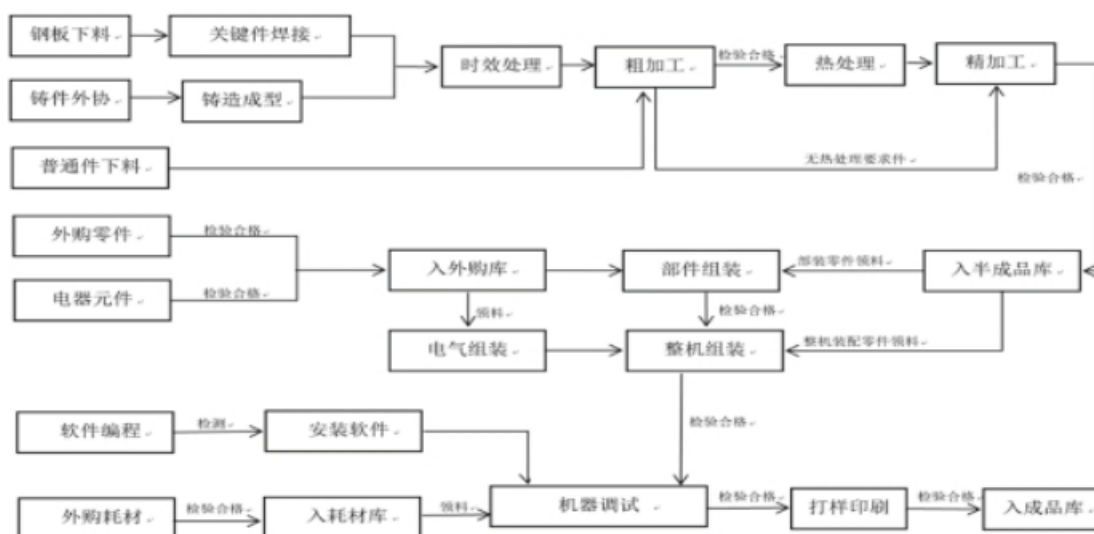 钢板下料
关键件焊接
时效处理
粗加工
检验合格
热处理
精加工
铸件外协
铸造成型
普通件下料
无热处理要求件
检验合格
外购零件
检验合格
入外购库
部件组装
部装零件领料
入半成品库
电器元件
检验合格
领料
检验合格
电气组装
整机组装
整机装配零件领料
软件编程
检测
安装软件
检验合格
外购耗材
检验合格
入耗材库
领料
机器调试
检验合格
打样印刷
检验合格
入成品库